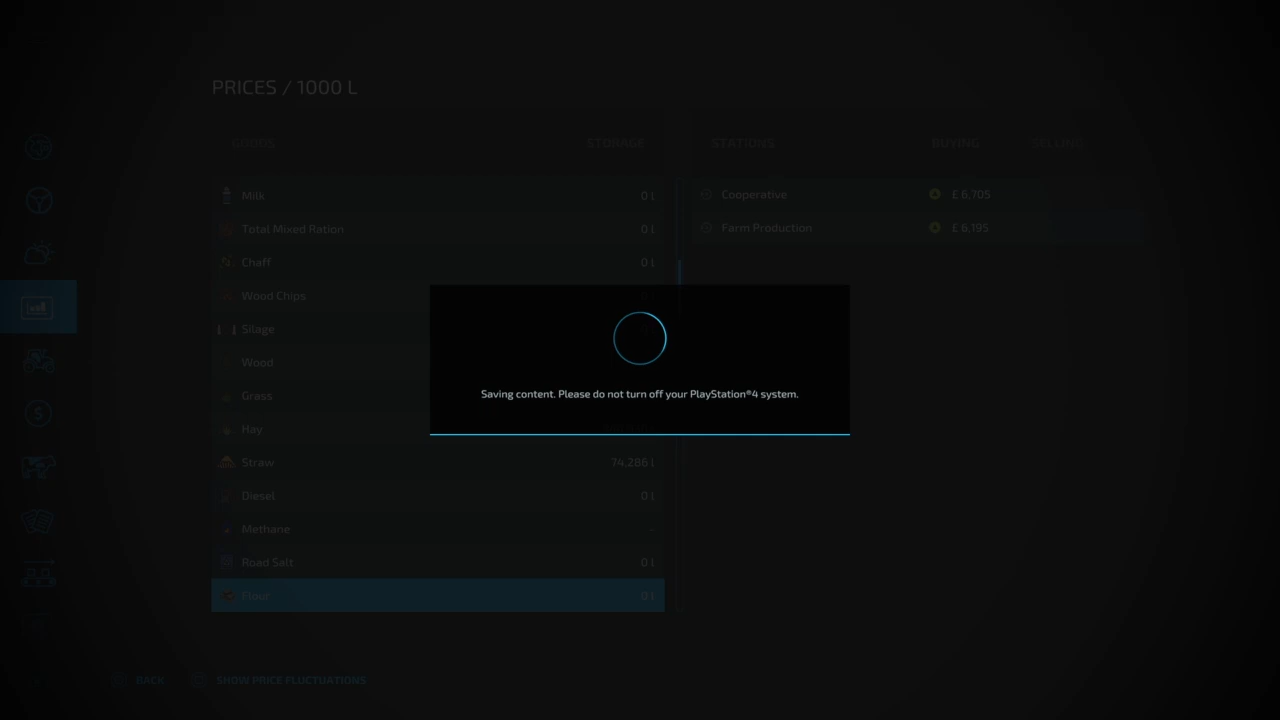 PRICES / 1000 L
GOODS STORAGE STATIONS BUYING SELLING
Milk 0 l Cooperative £ 6,705
Total Mixed Ration 0 l Farm Production £ 6,195
Chaff 0 l
Wood Chips
Silage
Wood
Grass
Hay
Saving content. Please do not turn off your PlayStation®4 system.
Straw 74,286 l
Diesel 0 l
Methane -
Road Salt 0 l
Flour 0 l
BACK SHOW PRICE FLUCTUATIONS